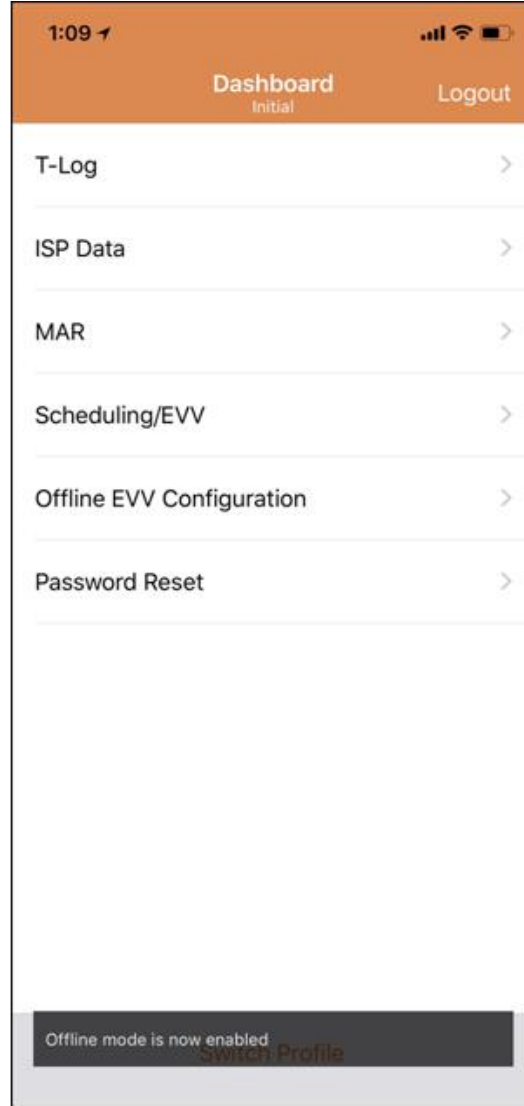 1:09
Dashboard
Initial
Logout
T-Log
ISP Data
MAR
Scheduling/EVV
Offline EVV Configuration
Password Reset
Offline mode is now enabled
Switch Profile